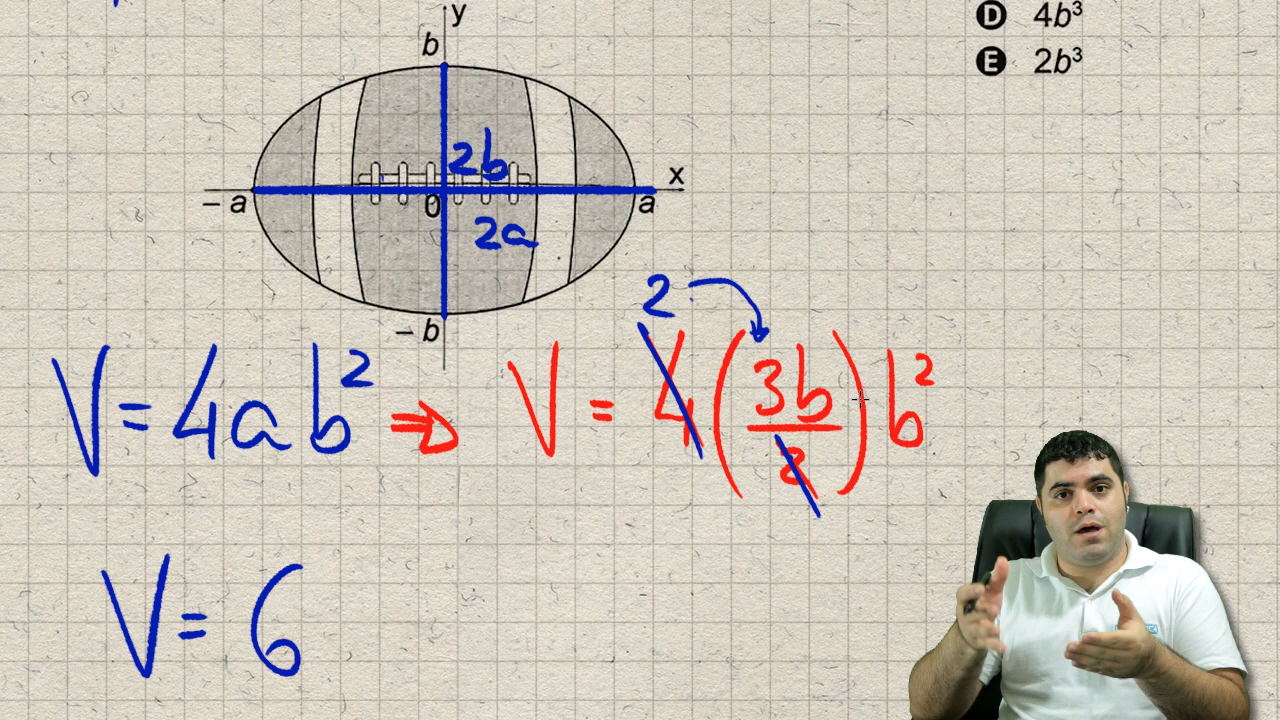 y
D 4b³
b
E 2b³
2b
x
-a 0 a
2a
2
-b
V = 4ab² ⇒ V = 4(3b/2)b²
V = 6